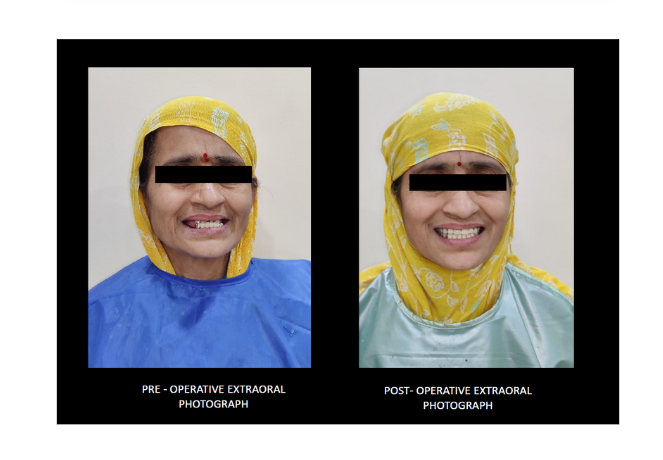 PRE - OPERATIVE EXTRAORAL
PHOTOGRAPH
POST- OPERATIVE EXTRAORAL
PHOTOGRAPH